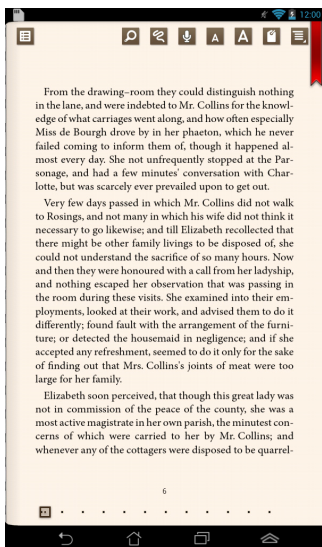 12:00
A A
From the drawing–room they could distinguish nothing
in the lane, and were indebted to Mr. Collins for the knowl-
edge of what carriages went along, and how often especially
Miss de Bourgh drove by in her phaeton, which he never
failed coming to inform them of, though it happened al-
most every day. She not unfrequently stopped at the Par-
sonage, and had a few minutes' conversation with Char-
lotte, but was scarcely ever prevailed upon to get out.
Very few days passed in which Mr. Collins did not walk
to Rosings, and not many in which his wife did not think it
necessary to go likewise; and till Elizabeth recollected that
there might be other family livings to be disposed of, she
could not understand the sacrifice of so many hours. Now
and then they were honoured with a call from her ladyship,
and nothing escaped her observation that was passing in
the room during these visits. She examined into their em-
ployments, looked at their work, and advised them to do it
differently; found fault with the arrangement of the furni-
ture; or detected the housemaid in negligence; and if she
accepted any refreshment, seemed to do it only for the sake
of finding out that Mrs. Collins's joints of meat were too
large for her family.
Elizabeth soon perceived, that though this great lady was
not in commission of the peace of the county, she was a
most active magistrate in her own parish, the minutest con-
cerns of which were carried to her by Mr. Collins; and
whenever any of the cottagers were disposed to be quarrel-
6